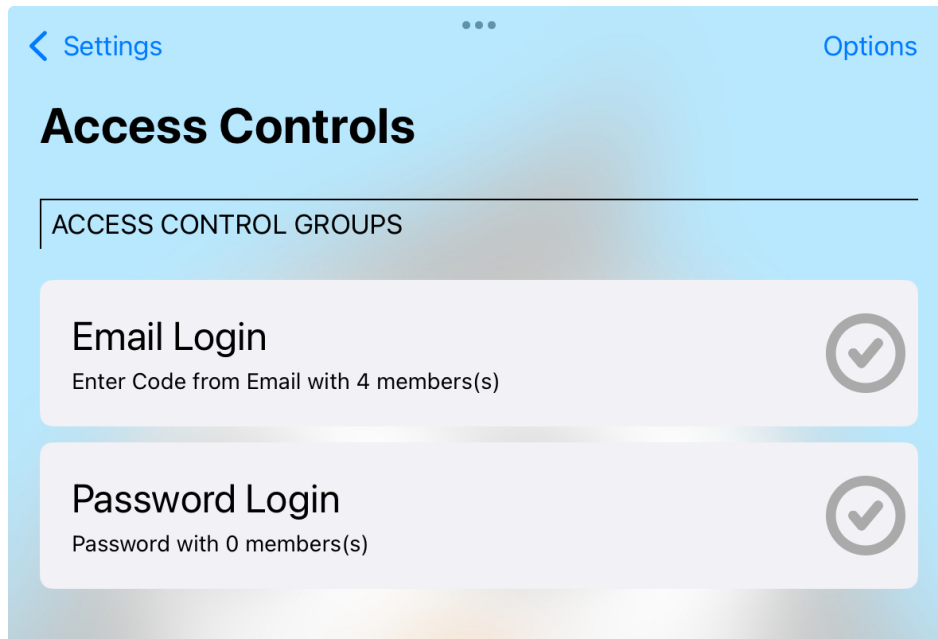 Settings
Options
Access Controls
ACCESS CONTROL GROUPS
Email Login
Enter Code from Email with 4 members(s)
Password Login
Password with 0 members(s)